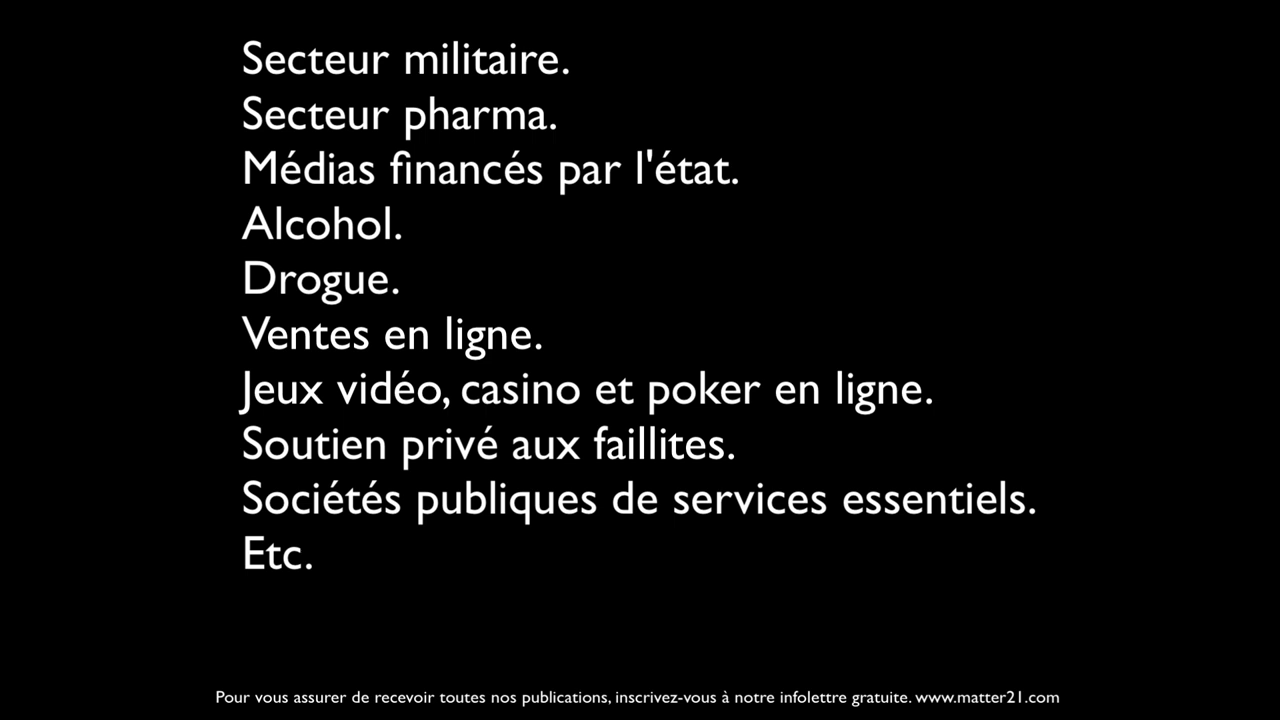 Secteur militaire.
Secteur pharma.
Médias financés par l'état.
Alcohol.
Drogue.
Ventes en ligne.
Jeux vidéo, casino et poker en ligne.
Soutien privé aux faillites.
Sociétés publiques de services essentiels.
Etc.
Pour vous assurer de recevoir toutes nos publications, inscrivez-vous à notre infolettre gratuite. www.matter21.com